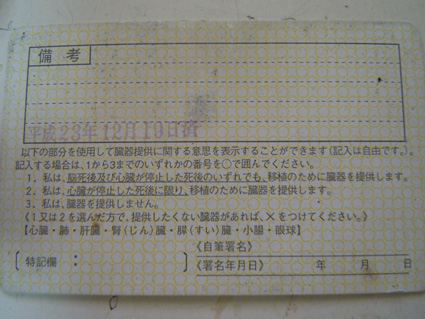 備考
平成23年12月19日済
以下の部分を使用して臓器提供に関する意思を表示することができます(記入は自由です。)。
記入する場合は、1から3までのいずれかの番号を○で囲んでください。
1. 私は、脳死後及び心臓が停止した死後のいずれでも、移植のために臓器を提供します。
2. 私は、心臓が停止した死後に限り、移植のために臓器を提供します。
3. 私は、臓器を提供しません。
《1又は2を選んだ方で、提供したくない臓器があれば、×をつけてください。》
【心臓・肺・肝臓・腎(じん)臓・膵(すい)臓・小腸・眼球】
〔特記欄:
《自筆署名》
《署名年月日》 年 月 日〕